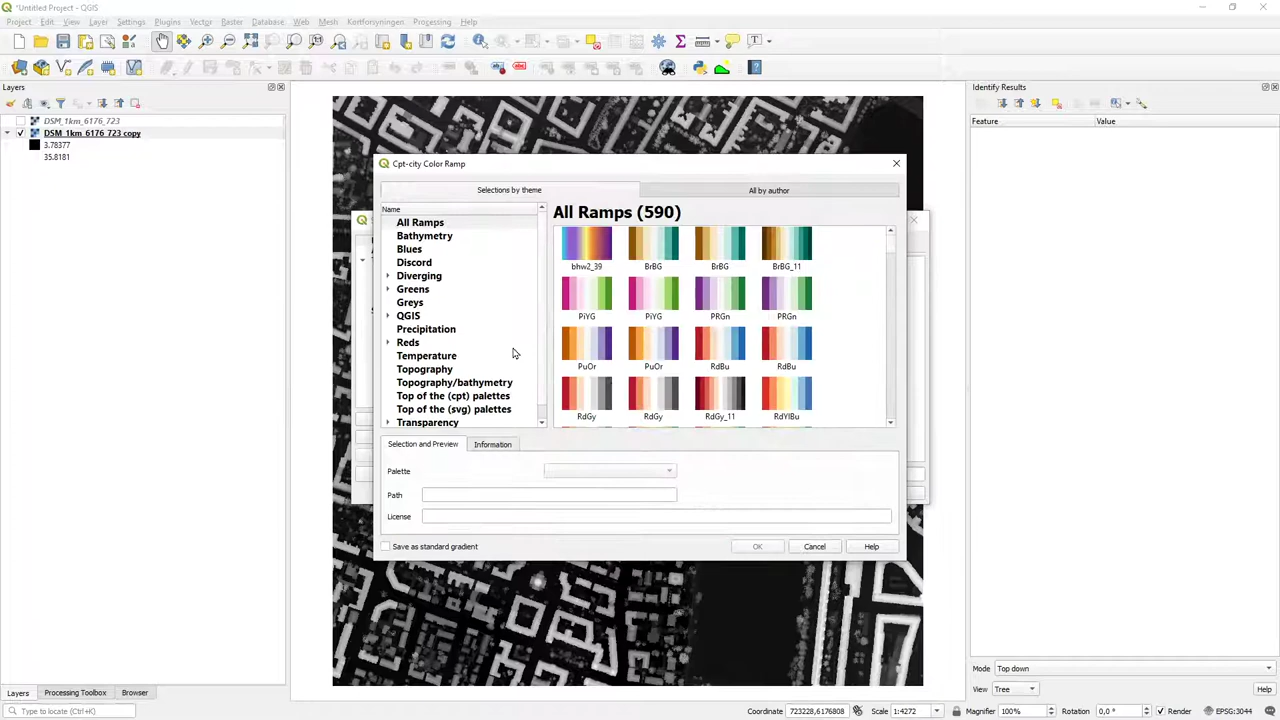 *Untitled Project - QGIS
Project Edit View Layer Settings Plugins Vector Raster Database Web Mesh Kortforsyningen Processing Help
Layers
DSM_1km_6176_723
DSM_1km_6176_723 copy
3.78377
35.8181
Cpt-city Color Ramp
Selections by theme
All by author
Name
All Ramps
Bathymetry
Blues
Discord
Diverging
Greens
Greys
QGIS
Precipitation
Reds
Temperature
Topography
Topography/bathymetry
Top of the (cpt) palettes
Top of the (svg) palettes
Transparency
All Ramps (590)
bhw2_39 BrBG BrBG BrBG_11
PiYG PiYG PRGn PRGn
PuOr PuOr RdBu RdBu
RdGy RdGy RdGy_11 RdYlBu
Selection and Preview Information
Palette
Path
License
Save as standard gradient
OK Cancel Help
Identify Results
Feature Value
Mode Top down
View Tree Help
Layers Processing Toolbox Browser
Type to locate (Ctrl+K)
Coordinate 723228,6176808 Scale 1:4272 Magnifier 100% Rotation 0,0 ° Render EPSG:3044